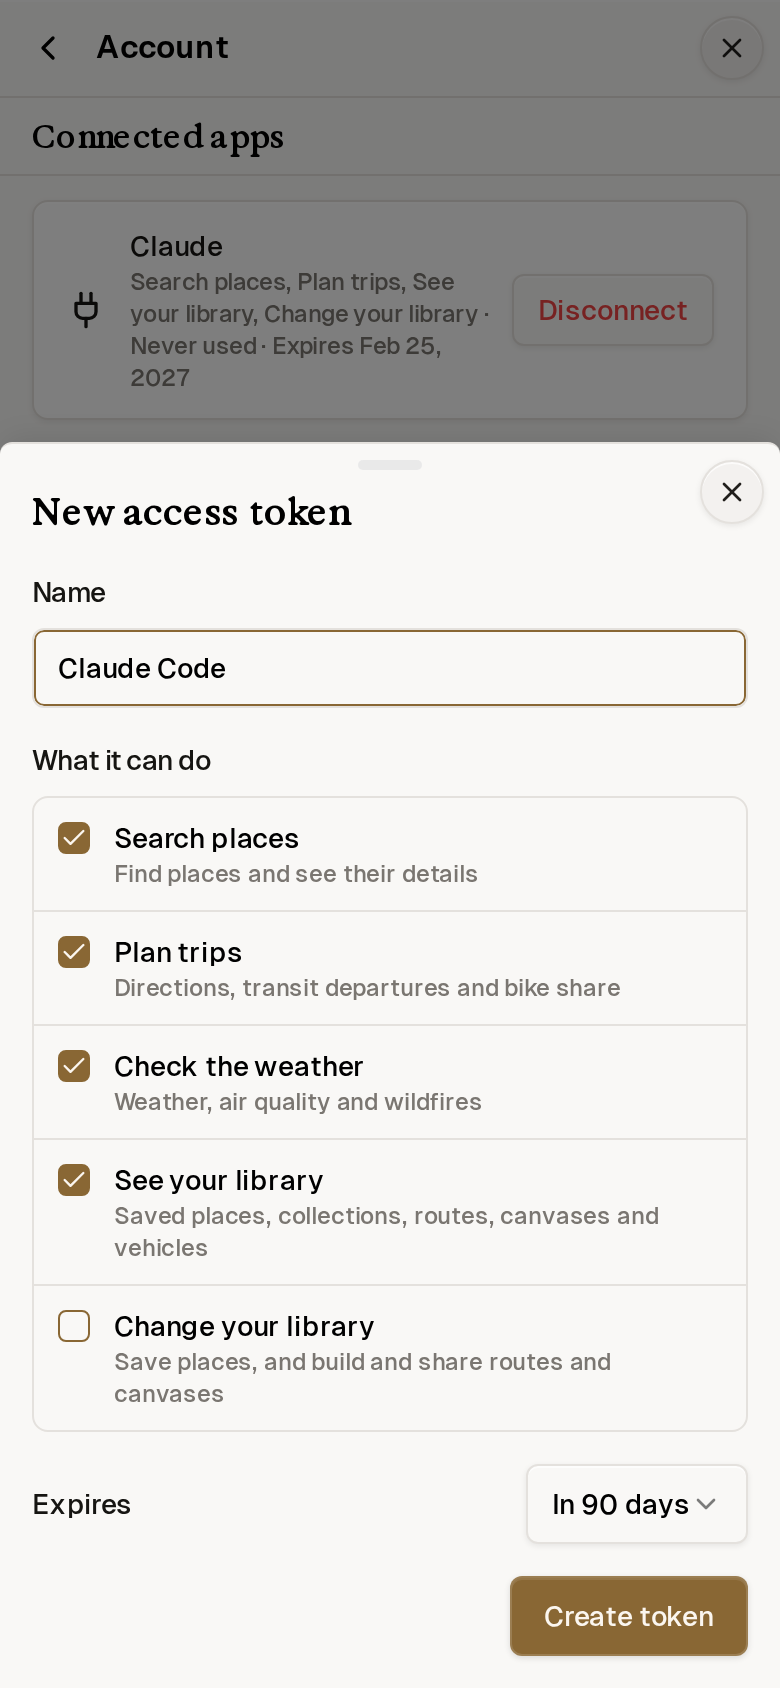 Account
Connected apps
Claude
Search places, Plan trips, See
your library, Change your library ·
Never used · Expires Feb 25,
2027
Disconnect
New access token
Name
Claude Code
What it can do
Search places
Find places and see their details
Plan trips
Directions, transit departures and bike share
Check the weather
Weather, air quality and wildfires
See your library
Saved places, collections, routes, canvases and
vehicles
Change your library
Save places, and build and share routes and
canvases
Expires
In 90 days
Create token